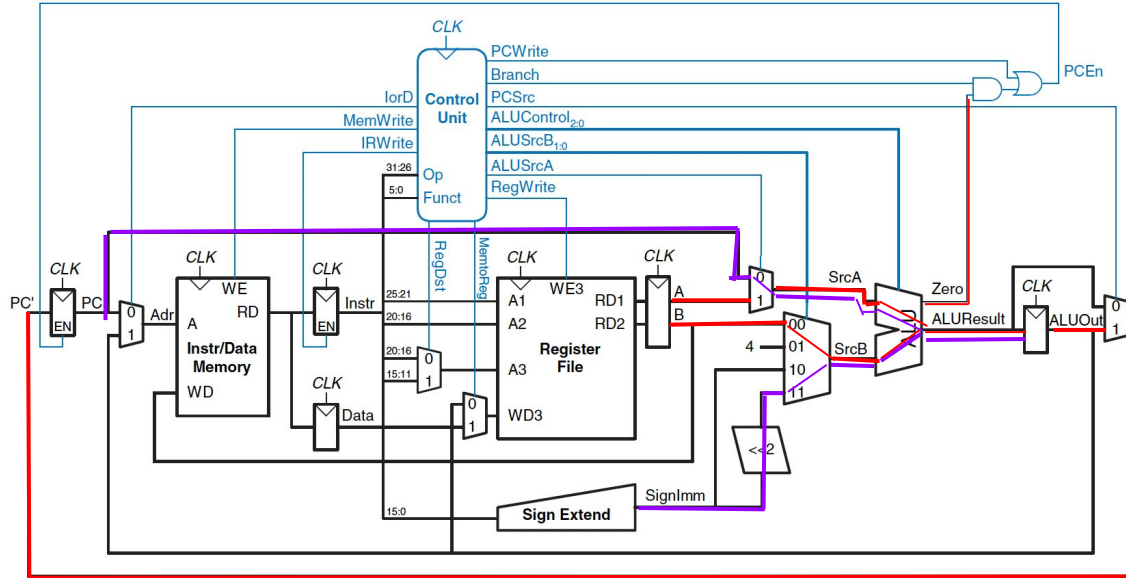 CLK
PCWrite
Branch
PCEn
IorD
Control
Unit
PCSrc
MemWrite
ALUControl2:0
IRWrite
ALUSrcB1:0
31:26
Op
ALUSrcA
5:0
Funct
RegWrite
RegDst
MemtoReg
CLK
CLK
CLK
CLK
CLK
PC'
PC
EN
0
1
Adr
WE
RD
A
Instr/Data
Memory
WD
EN
Instr
25:21
20:16
20:16
15:11
0
1
CLK
Data
0
1
A1
A2
A3
WD3
WE3
RD1
RD2
Register
File
A
B
0
1
SrcA
00
4
01
10
11
SrcB
<<2
Zero
ALUResult
CLK
ALUOut
0
1
15:0
Sign Extend
SignImm